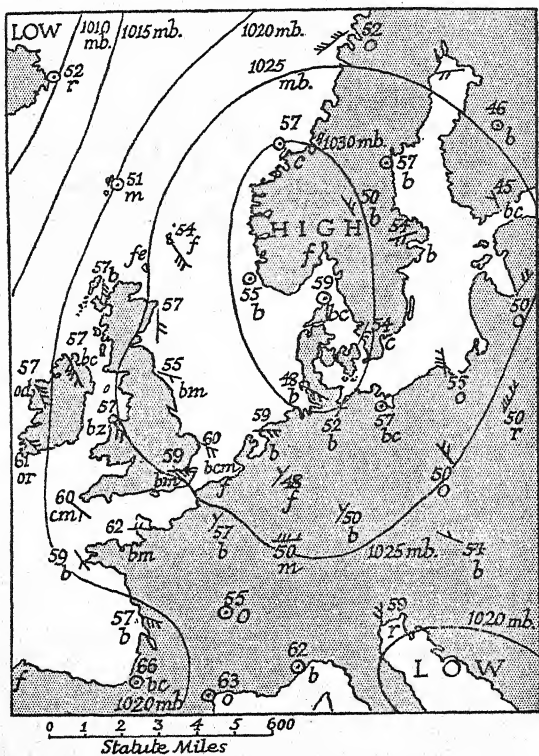 LOW
1010 mb.
1015 mb.
1020 mb.
52
O
52
r
1025 mb.
46
b
57
c
1030 mb.
57
b
51
m
50
b
45
bc
54
f
HIGH
f
54
b
fe
57
b
55
b
59
bc
50
O
57
54
c
57
bc
57
od
55
bm
48
b
55
O
57
bz
59
b
52
b
57
bc
50
r
61
or
60
bcm
59
bm
f
48
f
50
O
60
cm
62
bm
57
b
50
b
50
m
1025 mb.
54
b
59
b
57
b
55
O
59
r
1020 mb.
66
bc
62
b
LOW
f
1020 mb
63
O
0 1 2 3 4 5 600
Statute Miles